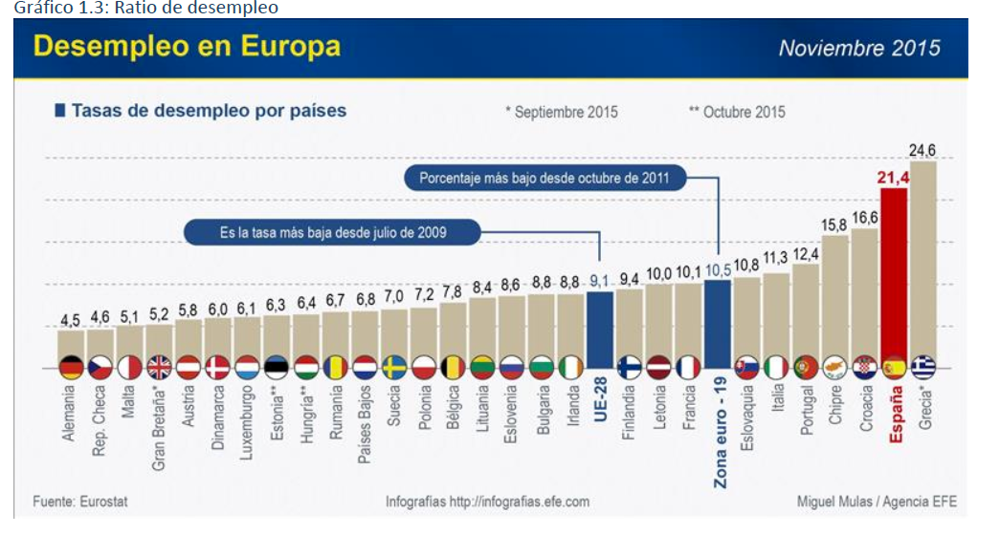 Gráfico 1.3: Ratio de desempleo
Desempleo en Europa
Noviembre 2015
Tasas de desempleo por países
* Septiembre 2015
** Octubre 2015
24,6
Porcentaje más bajo desde octubre de 2011
21,4
Es la tasa más baja desde julio de 2009
4,5 4,6 5,1 5,2 5,8 6,0 6,1 6,3 6,4 6,7 6,8 7,0 7,2 7,8 8,4 8,6 8,8 8,8 9,1 9,4 10,0 10,1 10,5 10,8 11,3 12,4 15,8 16,6
Alemania
Rep. Checa
Malta
Gran Bretaña*
Austria
Dinamarca
Luxemburgo
Estonia**
Hungría**
Rumanía
Países Bajos
Suecia
Polonia
Bélgica
Lituania
Eslovenia
Bulgaria
Irlanda
UE-28
Finlandia
Letonia
Francia
Zona euro - 19
Eslovaquia
Italia
Portugal
Chipre
Croacia
España
Grecia*
Fuente: Eurostat
Infografías http://infografias.efe.com
Miguel Mulas / Agencia EFE